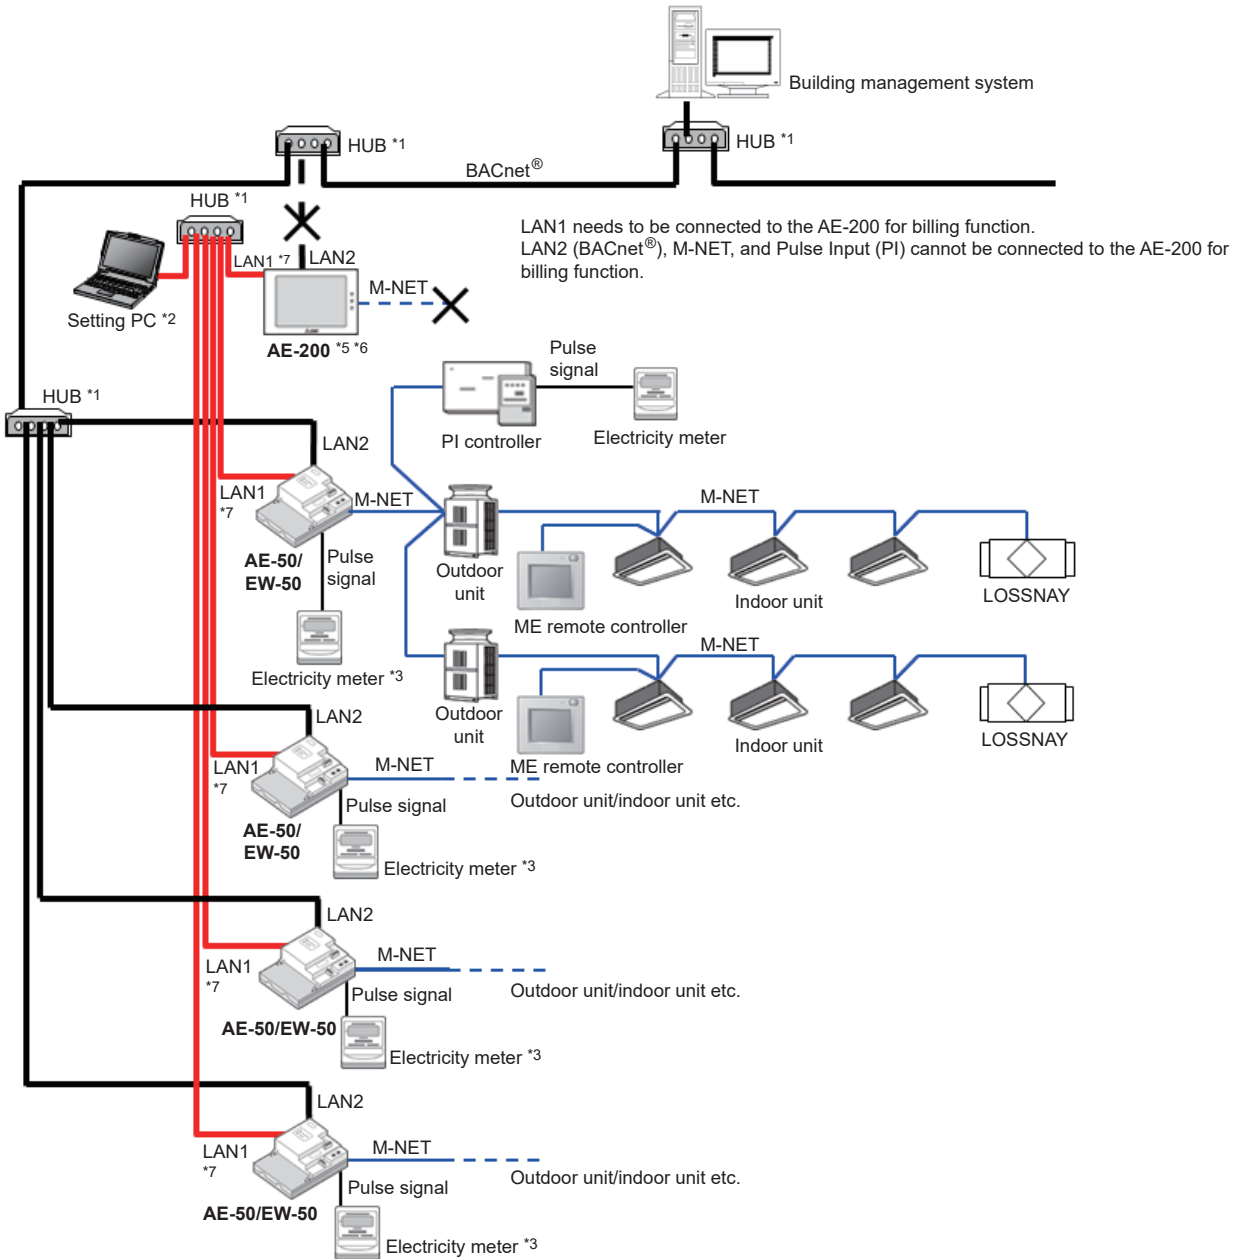 Building management system
HUB *1
HUB *1
BACnet®
HUB *1
LAN1 needs to be connected to the AE-200 for billing function.
LAN2 (BACnet®), M-NET, and Pulse Input (PI) cannot be connected to the AE-200 for
billing function.
LAN1 *7
LAN2
M-NET
Setting PC *2
AE-200 *5 *6
Pulse
signal
HUB *1
PI controller
Electricity meter
LAN2
LAN1
*7
M-NET
M-NET
AE-50/
EW-50
Pulse
signal
Outdoor
unit
Indoor unit
LOSSNAY
ME remote controller
M-NET
Electricity meter *3
LAN2
Outdoor
unit
Indoor unit
LOSSNAY
ME remote controller
LAN1
*7
M-NET
Outdoor unit/indoor unit etc.
Pulse signal
AE-50/
EW-50
Electricity meter *3
LAN2
M-NET
LAN1
*7
Pulse signal
Outdoor unit/indoor unit etc.
AE-50/EW-50
Electricity meter *3
LAN2
M-NET
LAN1
*7
Outdoor unit/indoor unit etc.
Pulse signal
AE-50/EW-50
Electricity meter *3